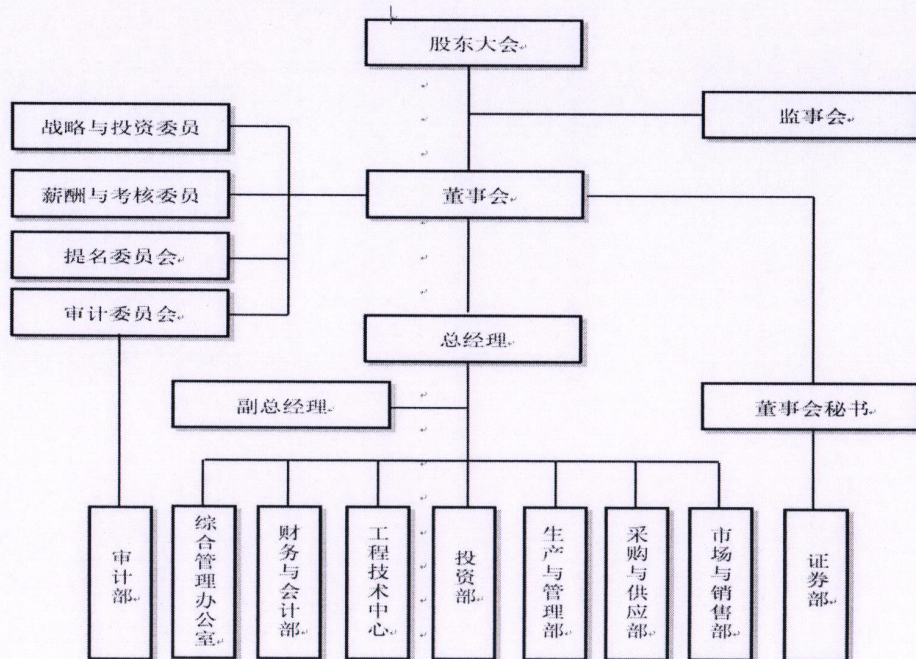 股东大会
监事会
战略与投资委员
薪酬与考核委员
董事会
提名委员会
审计委员会
总经理
副总经理
董事会秘书
审计部
综合管理办公室
财务与会计部
工程技术中心
投资部
生产与管理部
采购与供应部
市场与销售部
证券部